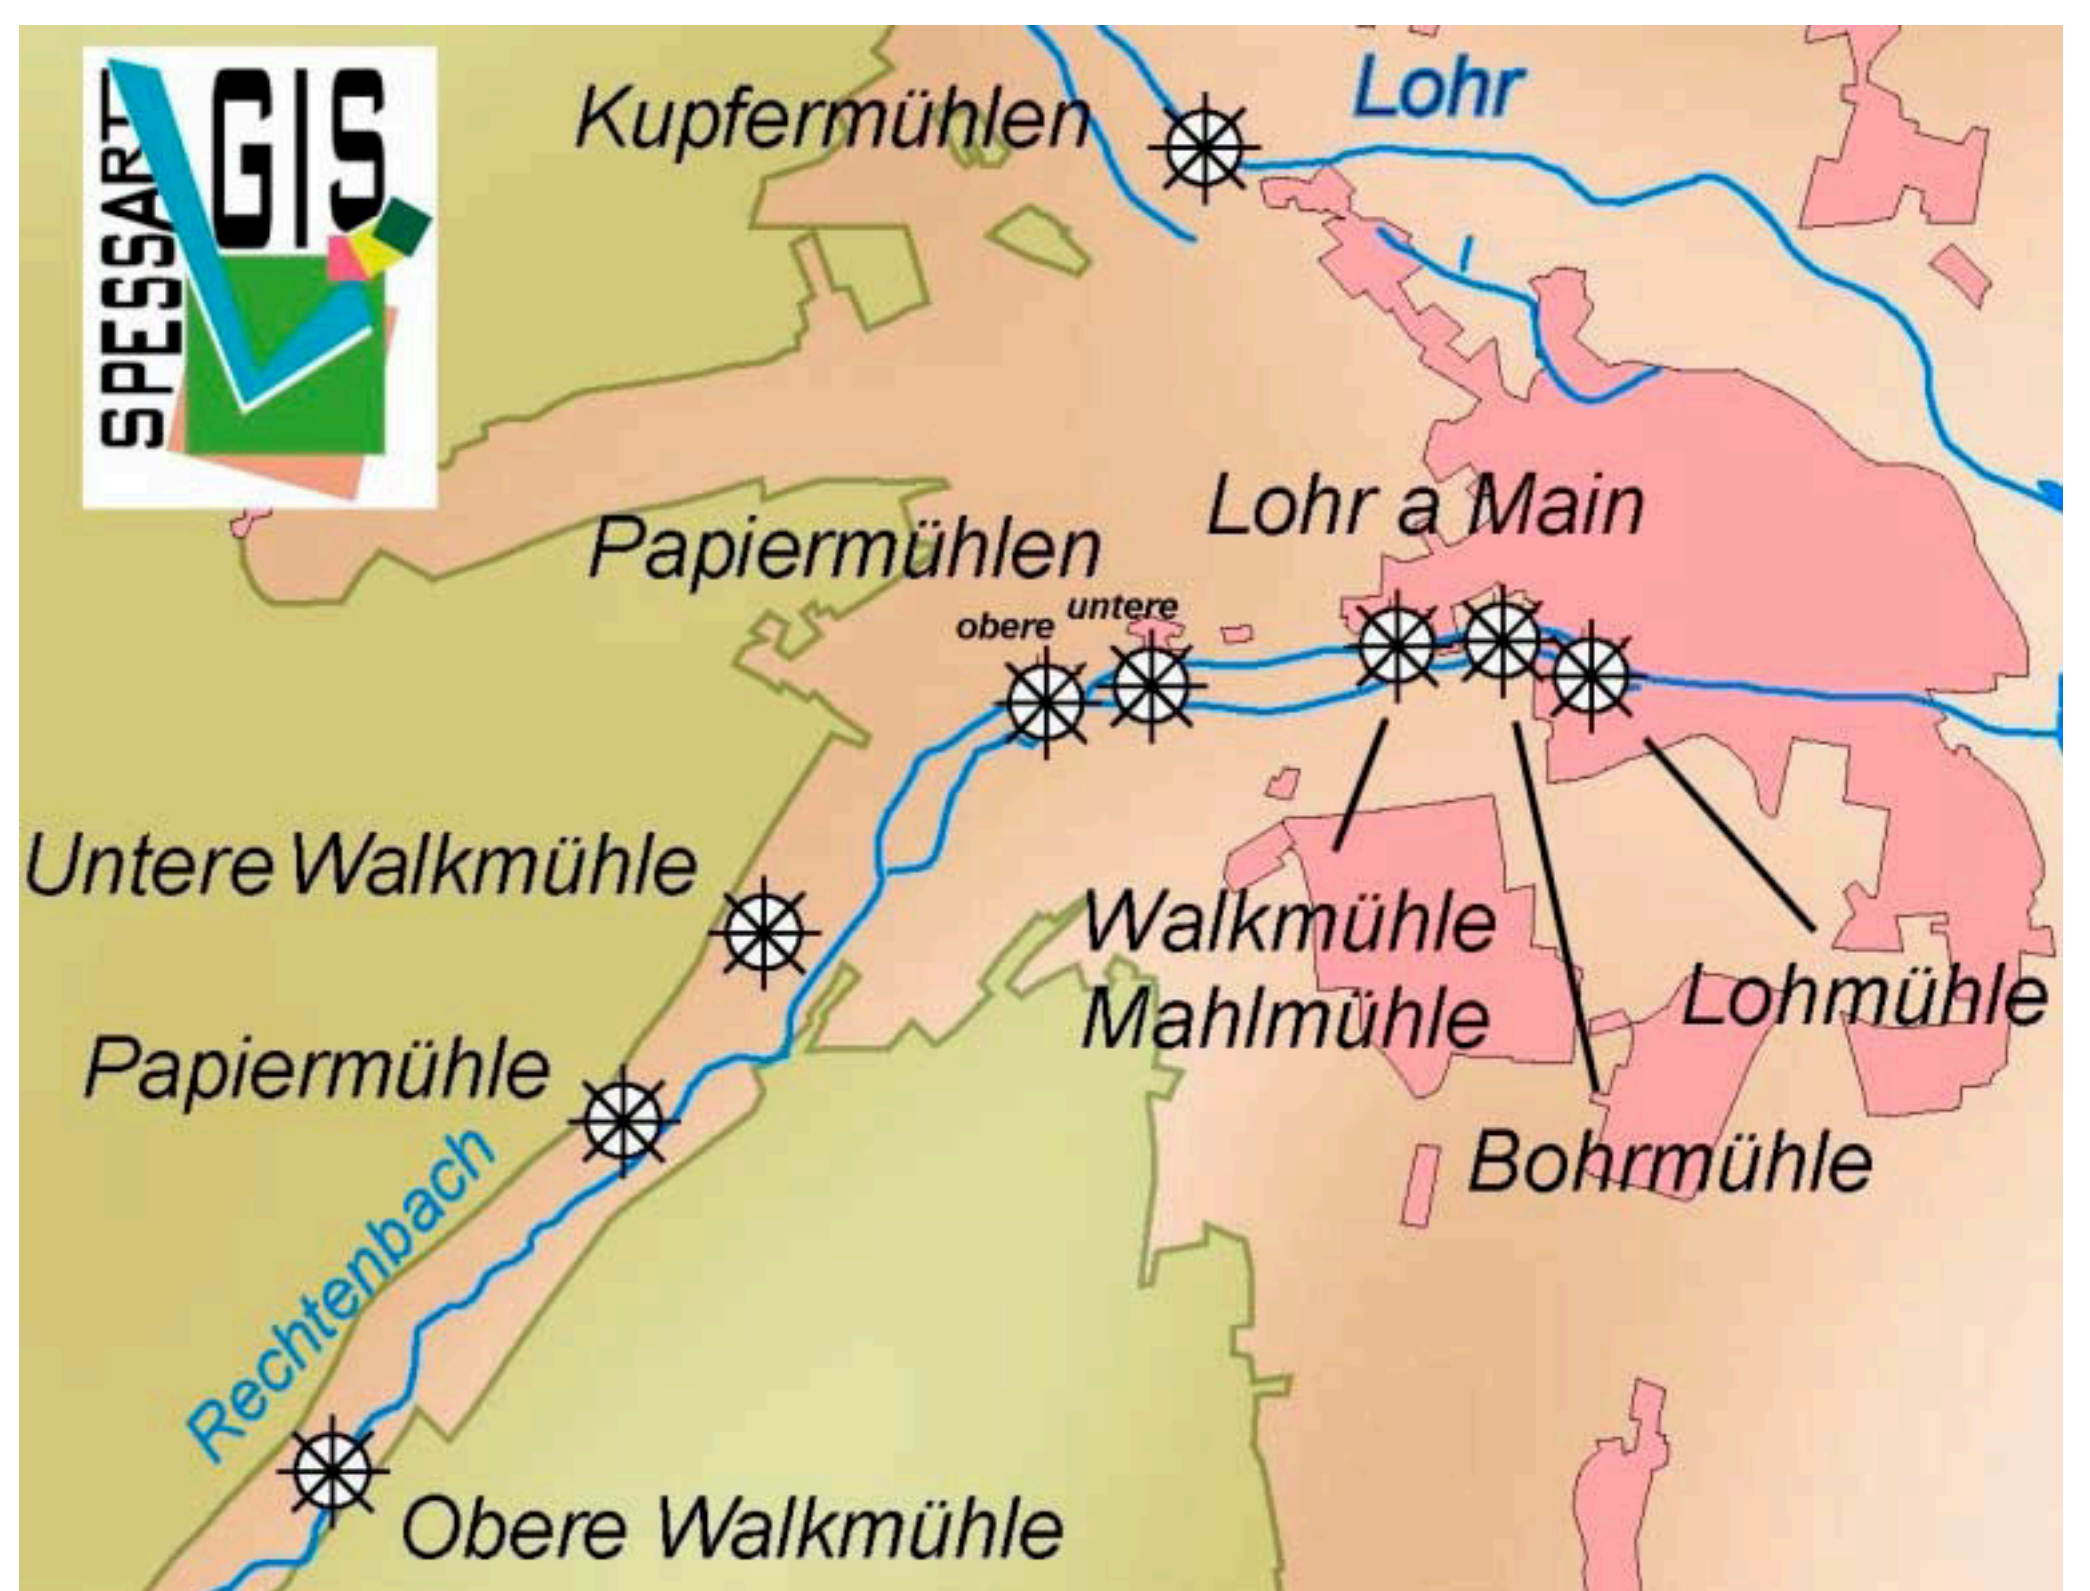 SPESSART
GIS
Kupfermühlen
Lohr
Lohr a Main
Papiermühlen
obere
untere
Untere Walkmühle
Walkmühle
Mahlmühle
Lohmühle
Papiermühle
Bohrmühle
Rechtenbach
Obere Walkmühle